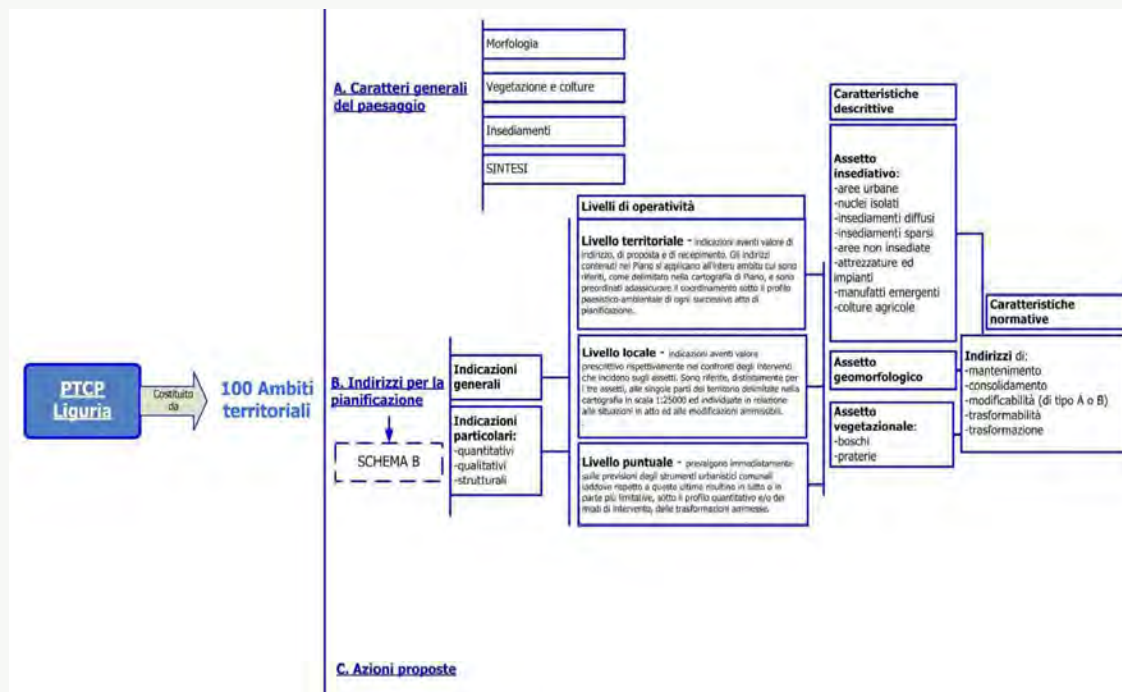 PTCP
Liguria
Costituito
da
100 Ambiti
territoriali
A. Caratteri generali
del paesaggio
Morfologia
Vegetazione e colture
Insediamenti
SINTESI
B. Indirizzi per la
pianificazione
SCHEMA B
Indicazioni
generali
Indicazioni
particolari:
-quantitativi
-qualitativi
-strutturali
Livelli di operatività
Livello territoriale - indicazioni aventi valore di
indirizzo, di proposta e di recepimento. Gli indirizzi
contenuti nel Piano si applicano all'intero ambito cui sono
riferiti, come delimitato nella cartografia di Piano, e sono
preordinati adassicurare il coordinamento sotto il profilo
paesistico-ambientale di ogni successivo atto di
pianificazione.
Livello locale - indicazioni aventi valore
prescrittivo rispettivamente nei confronti degli interventi
che incidono sugli assetti. Sono riferite, distintamente per
i tre assetti, alle singole parti del territorio delimitate nella
cartografia in scala 1:25000 ed individuate in relazione
alle situazioni in atto ed alle modificazioni ammissibili.
.
Livello puntuale - prevalgono immediatamente
sulle previsioni degli strumenti urbanistici comunali
laddove rispetto a queste ultime risultino in tutto o in
parte più limitative, sotto il profilo quantitativo e/o dei
modi di intervento, delle trasformazioni ammesse.
Caratteristiche
descrittive
Assetto
insediativo:
-aree urbane
-nuclei isolati
-insediamenti diffusi
-insediamenti sparsi
-aree non insediate
-attrezzature ed
impianti
-manufatti emergenti
-colture agricole
Assetto
geomorfologico
Assetto
vegetazionale:
-boschi
-praterie
Caratteristiche
normative
Indirizzi di:
-mantenimento
-consolidamento
-modificabilità (di tipo A o B)
-trasformabilità
-trasformazione
C. Azioni proposte